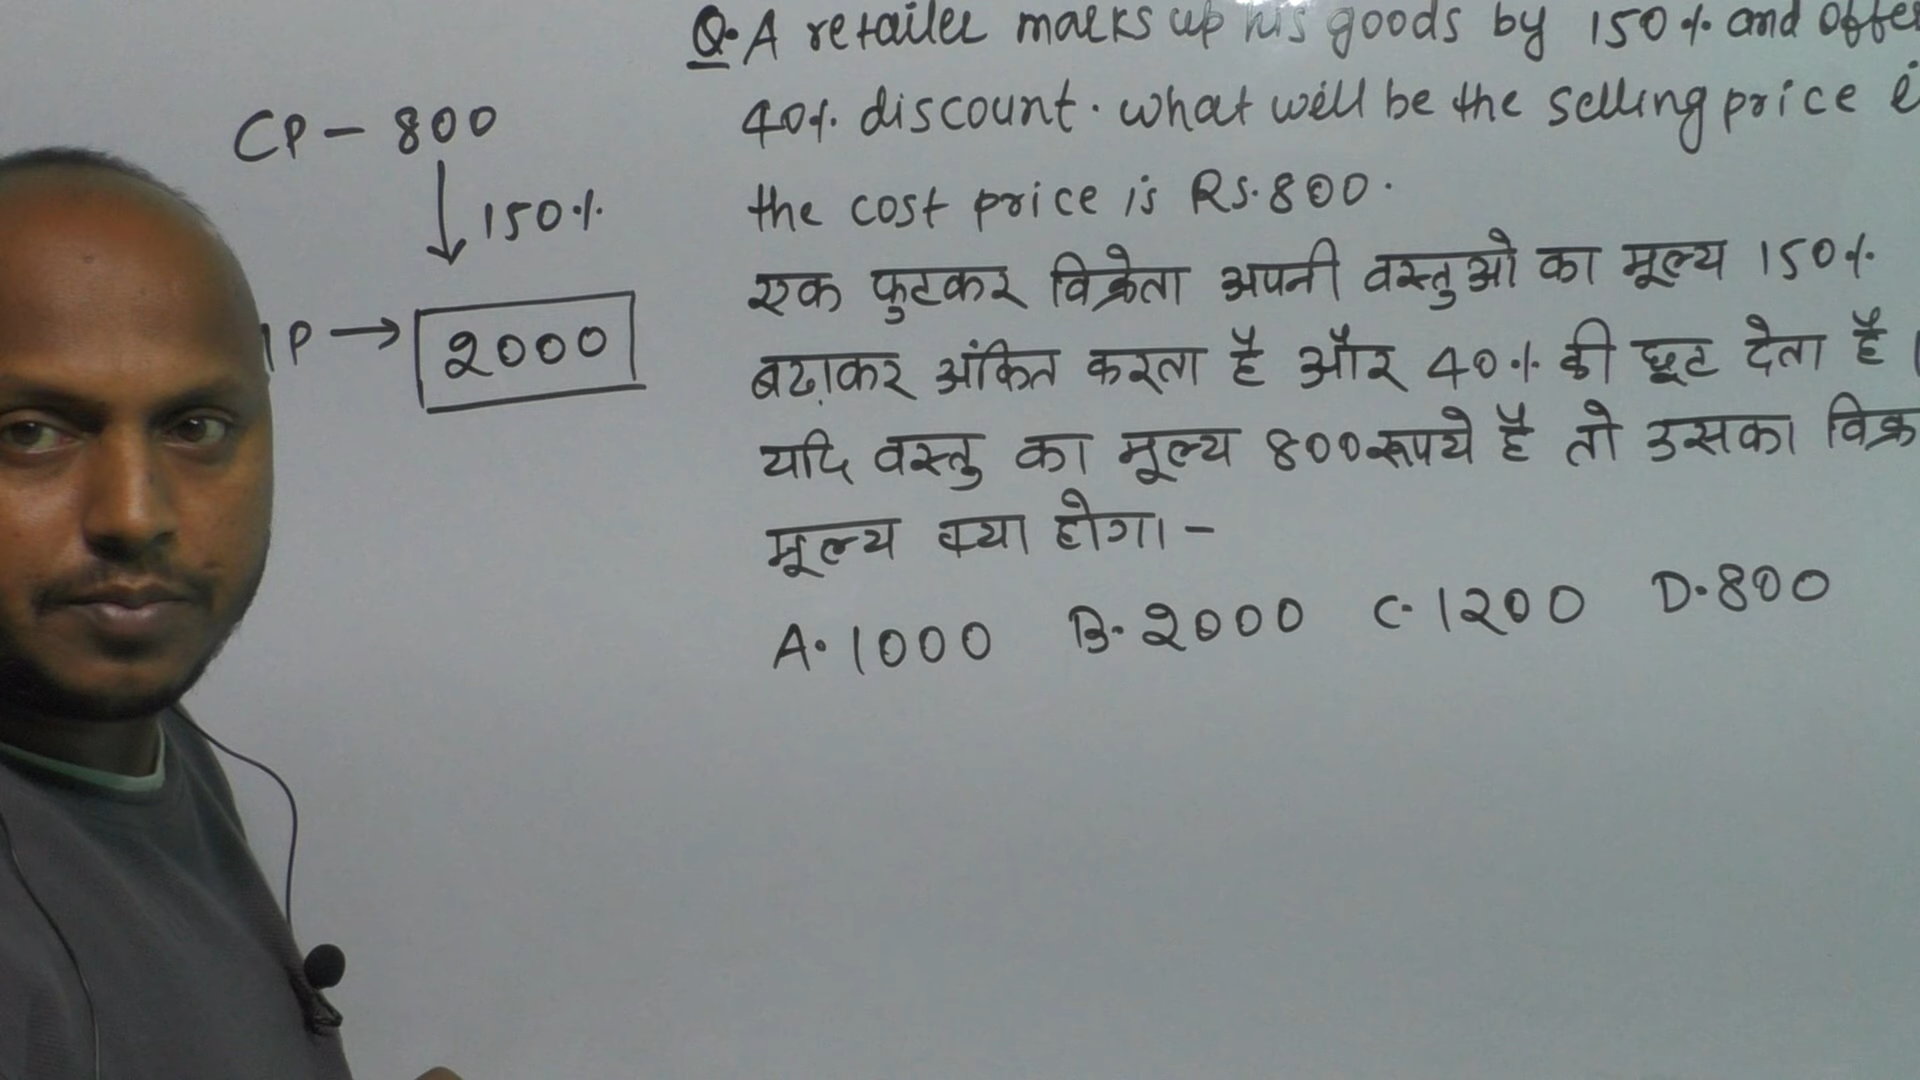 Q. A retailer marks up his goods by 150% and
40% discount. what will be the selling price
the cost price is Rs.800.
एक फुटकर विक्रेता अपनी वस्तुओ का मूल्य 150%
बढ़ाकर अंकित करता है और 40% की छूट देता है।
यदि वस्तु का मूल्य 800 रूपये है तो उसका
मूल्य क्या होगा।-
A. 1000 B. 2000 C. 1200 D. 800
CP - 800
↓ 150%
P → 2000